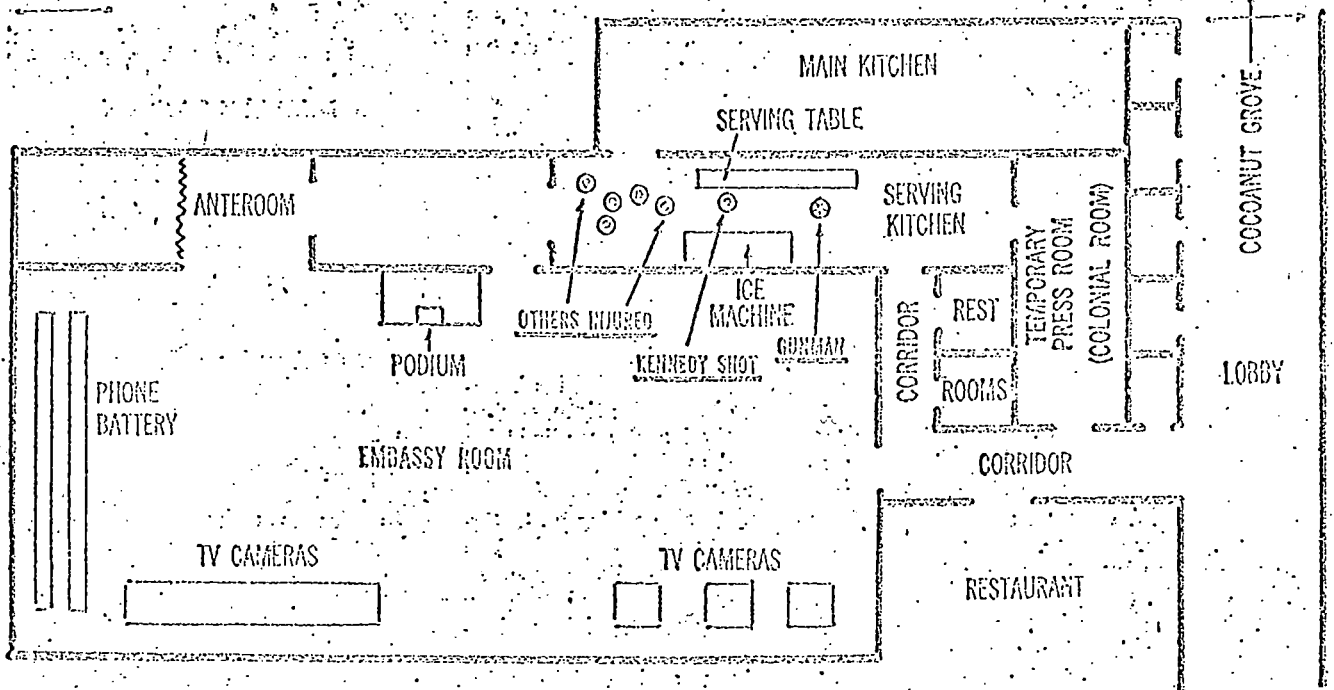 MAIN KITCHEN
COCOANUT GROVE
SERVING TABLE
ANTEROOM
SERVING
KITCHEN
TEMPORARY
PRESS ROOM
(COLONIAL ROOM)
OTHERS INJURED
ICE
MACHINE
KENNEDY SHOT
GUNMAN
PODIUM
CORRIDOR
REST
ROOMS
LOBBY
PHONE
BATTERY
EMBASSY ROOM
CORRIDOR
TV CAMERAS
TV CAMERAS
RESTAURANT